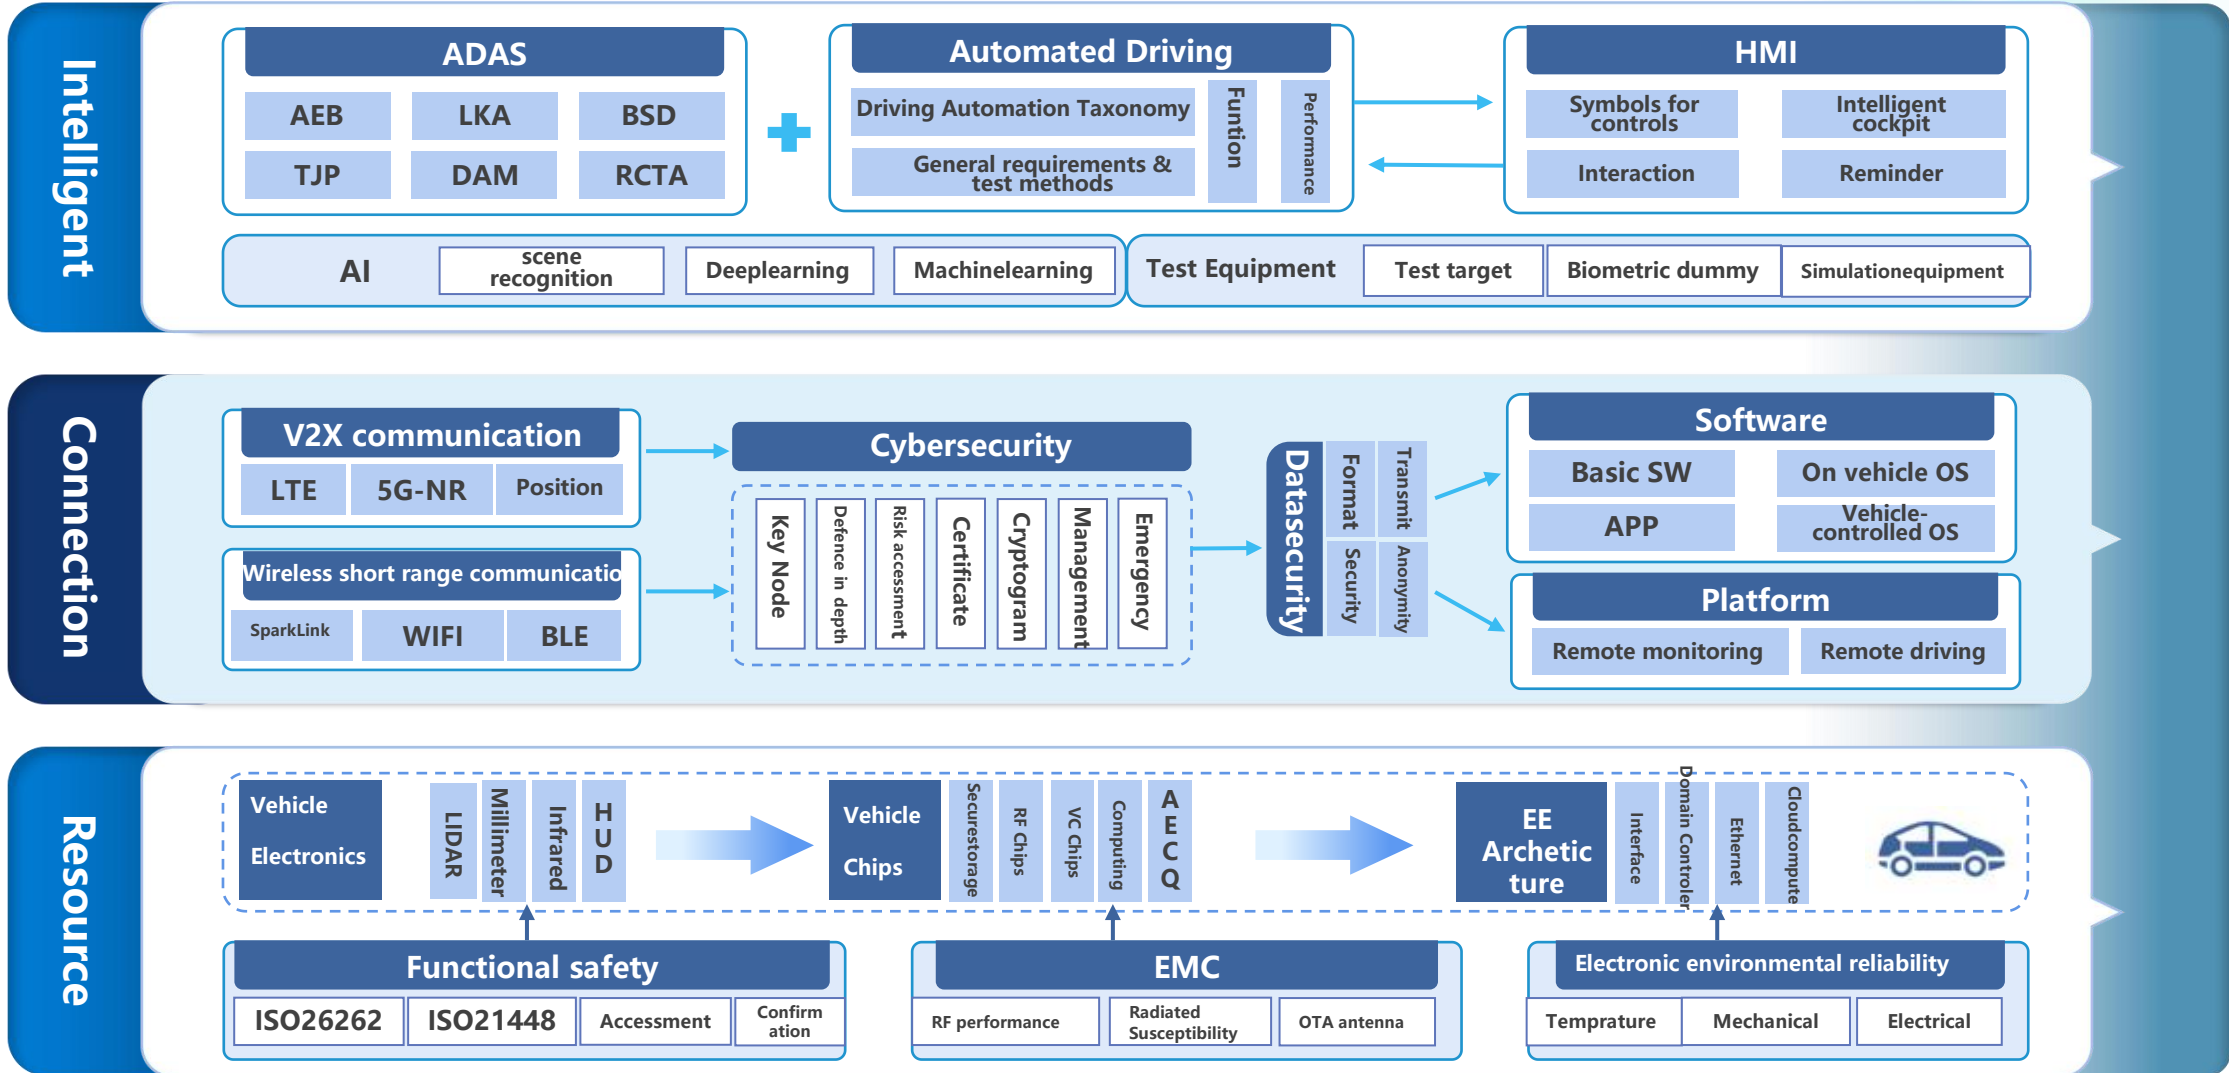 Intelligent
ADAS
AEB
LKA
BSD
TJP
DAM
RCTA
Automated Driving
Driving Automation Taxonomy
General requirements &
test methods
Funtion
Performance
HMI
Symbols for
controls
Intelligent
cockpit
Interaction
Reminder
AI
scene
recognition
Deeplearning
Machinelearning
Test Equipment
Test target
Biometric dummy
Simulationequipment
Connection
V2X communication
LTE
5G-NR
Position
Wireless short range communicatio
SparkLink
WIFI
BLE
Cybersecurity
Key Node
Defence in depth
Risk accessment
Certificate
Cryptogram
Management
Emergency
Datasecurity
Format
Transmit
Security
Anonymity
Software
Basic SW
On vehicle OS
APP
Vehicle-
controlled OS
Platform
Remote monitoring
Remote driving
Resource
Vehicle
Electronics
LIDAR
Millimeter
Infrared
HUD
Vehicle
Chips
Securestorage
RF Chips
VC Chips
Computing
AECQ
EE
Archetic
ture
Interface
Domain Controler
Ethernet
Cloudcompute
Functional safety
ISO26262
ISO21448
Accessment
Confirm
ation
EMC
RF performance
Radiated
Susceptibility
OTA antenna
Electronic environmental reliability
Temprature
Mechanical
Electrical